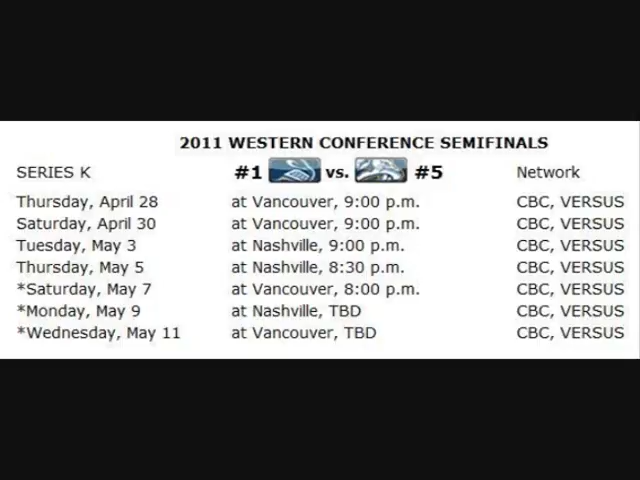 2011 WESTERN CONFERENCE SEMIFINALS
SERIES K #1 vs. #5 Network
Thursday, April 28 at Vancouver, 9:00 p.m. CBC, VERSUS
Saturday, April 30 at Vancouver, 9:00 p.m. CBC, VERSUS
Tuesday, May 3 at Nashville, 9:00 p.m. CBC, VERSUS
Thursday, May 5 at Nashville, 8:30 p.m. CBC, VERSUS
*Saturday, May 7 at Vancouver, 8:00 p.m. CBC, VERSUS
*Monday, May 9 at Nashville, TBD CBC, VERSUS
*Wednesday, May 11 at Vancouver, TBD CBC, VERSUS